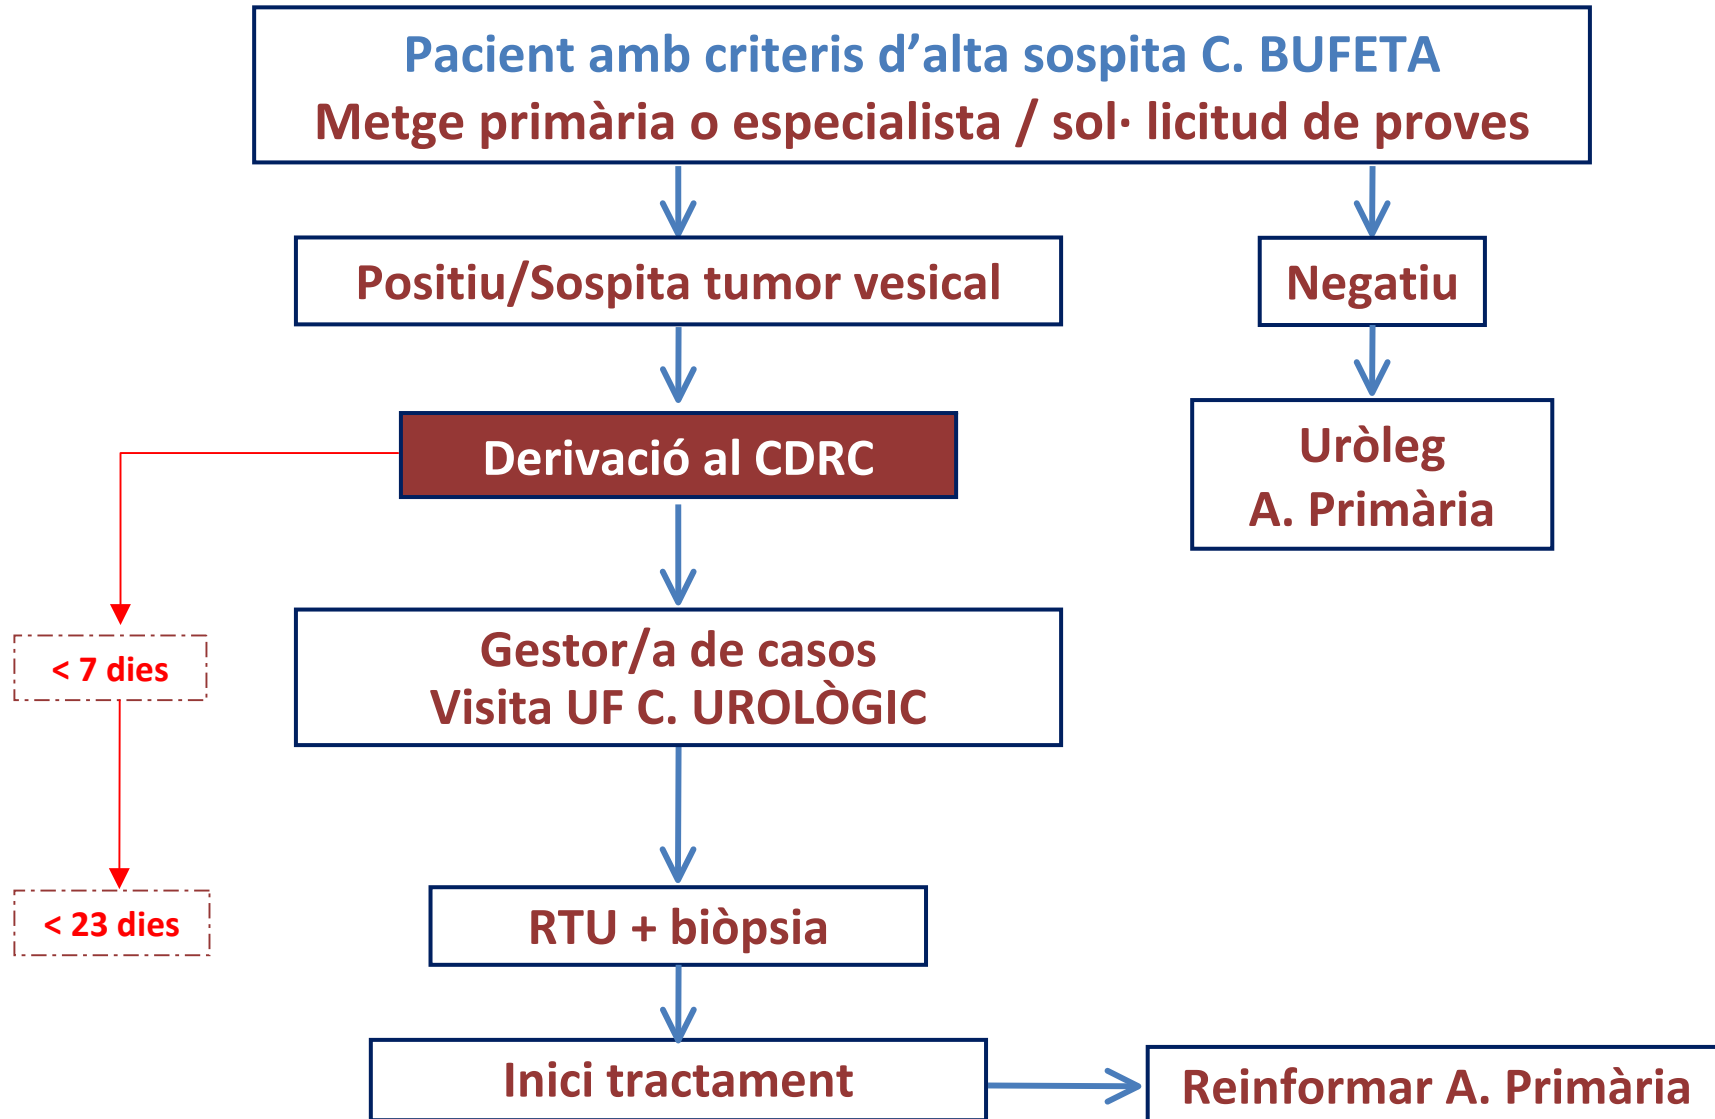 Pacient amb criteris d’alta sospita C. BUFETA
Metge primària o especialista / sol· licitud de proves
Positiu/Sospita tumor vesical
Negatiu
Derivació al CDRC
Uròleg
A. Primària
< 7 dies
Gestor/a de casos
Visita UF C. UROLÒGIC
< 23 dies
RTU + biòpsia
Inici tractament
Reinformar A. Primària